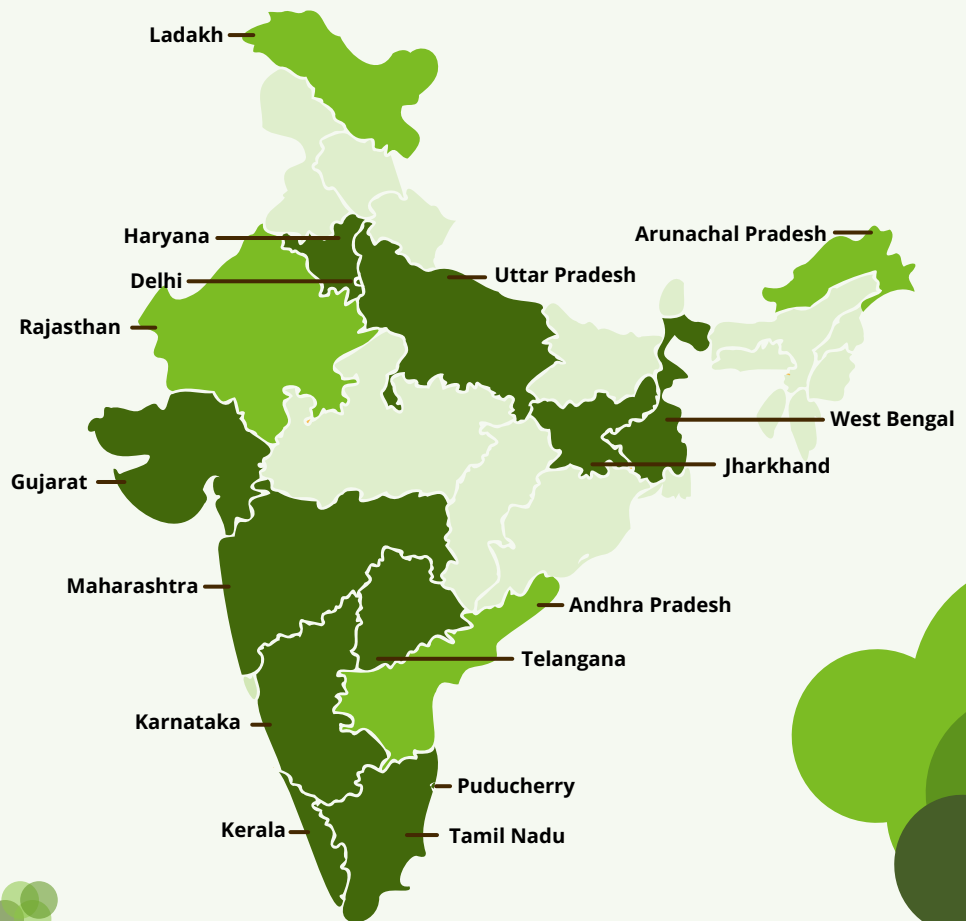 Ladakh
Haryana
Arunachal Pradesh
Delhi
Uttar Pradesh
Rajasthan
West Bengal
Jharkhand
Gujarat
Maharashtra
Andhra Pradesh
Telangana
Karnataka
Puducherry
Kerala
Tamil Nadu